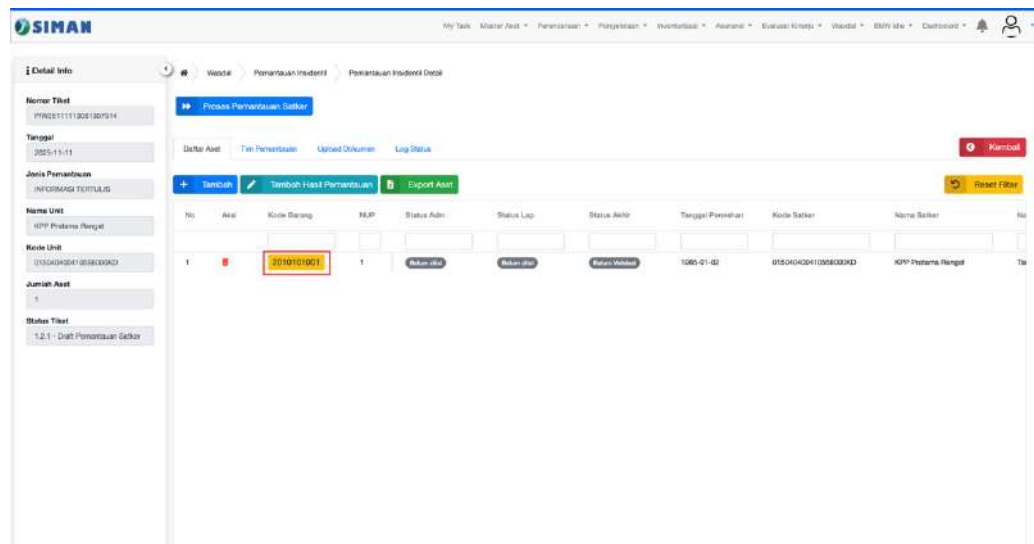 SIMAN
My Task Master Aset Perencanaan Pengelolaan Inventarisasi Asuransi Evaluasi Kinerja Wasdal BMN Idle Dashboard
Detail Info
Wasdal Pemantauan Insidentil Pemantauan Insidentil Detail
Nomor Tiket
Proses Pemantauan Satker
Tanggal
2025-11-11
Daftar Aset Tim Pemantauan Upload Dokumen Log Status
Kembali
Jenis Pemantauan
INFORMASI TERTULIS
Tambah Tambah Hasil Pemantauan Export Aset
Reset Filter
Nama Unit
KPP Pratama Rengat
No Aksi Kode Barang NUP Status Adm Status Lap Status Akhir Tanggal Perolehan Kode Satker Nama Satker Na
Kode Unit
1 2010101001 1 Belum diisi Belum diisi Belum Validasi 1986-01-02 KPP Pratama Rengat
Jumlah Aset
1
Status Tiket
1.2.1 - Draft Pemantauan Satker